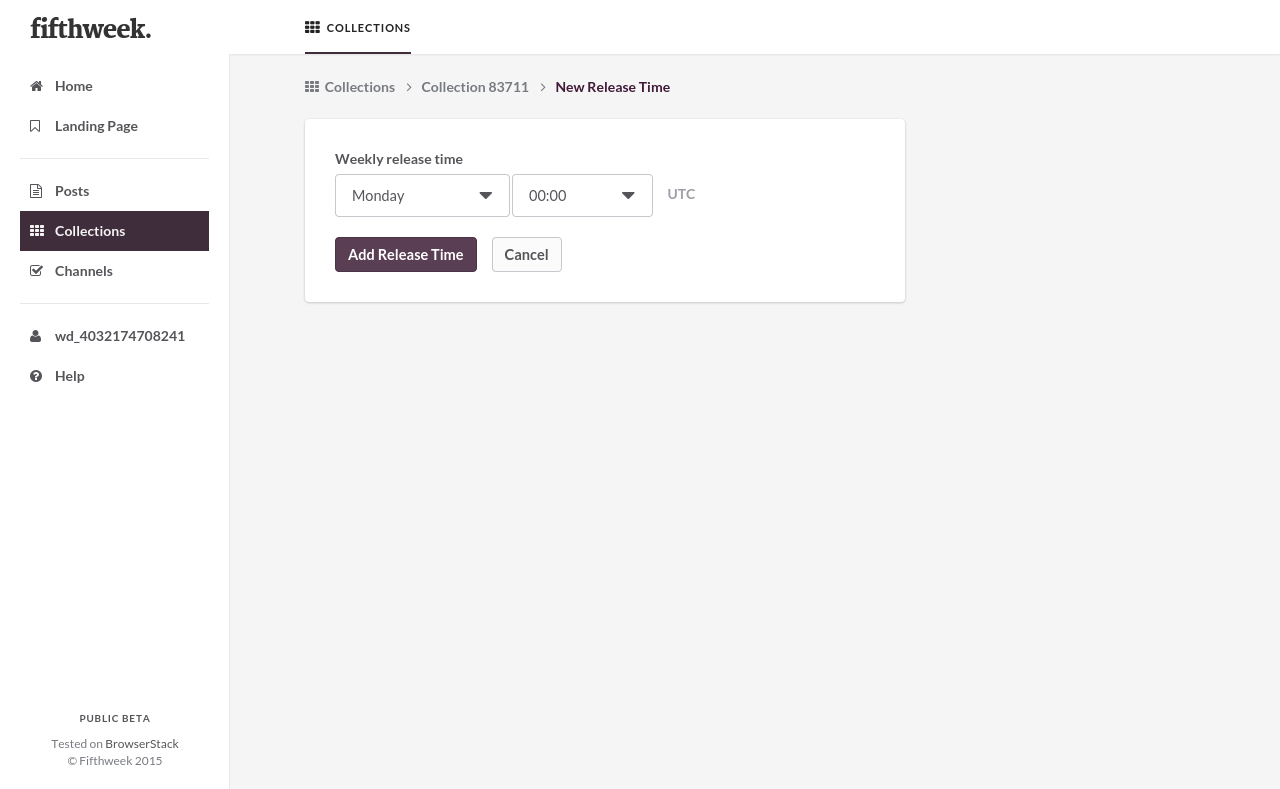 fifthweek.
COLLECTIONS
Home
Landing Page
Posts
Collections
Channels
wd_4032174708241
Help
PUBLIC BETA
Tested on BrowserStack
© Fifthweek 2015
Collections > Collection 83711 > New Release Time
Weekly release time
Monday 00:00 UTC
Add Release Time Cancel